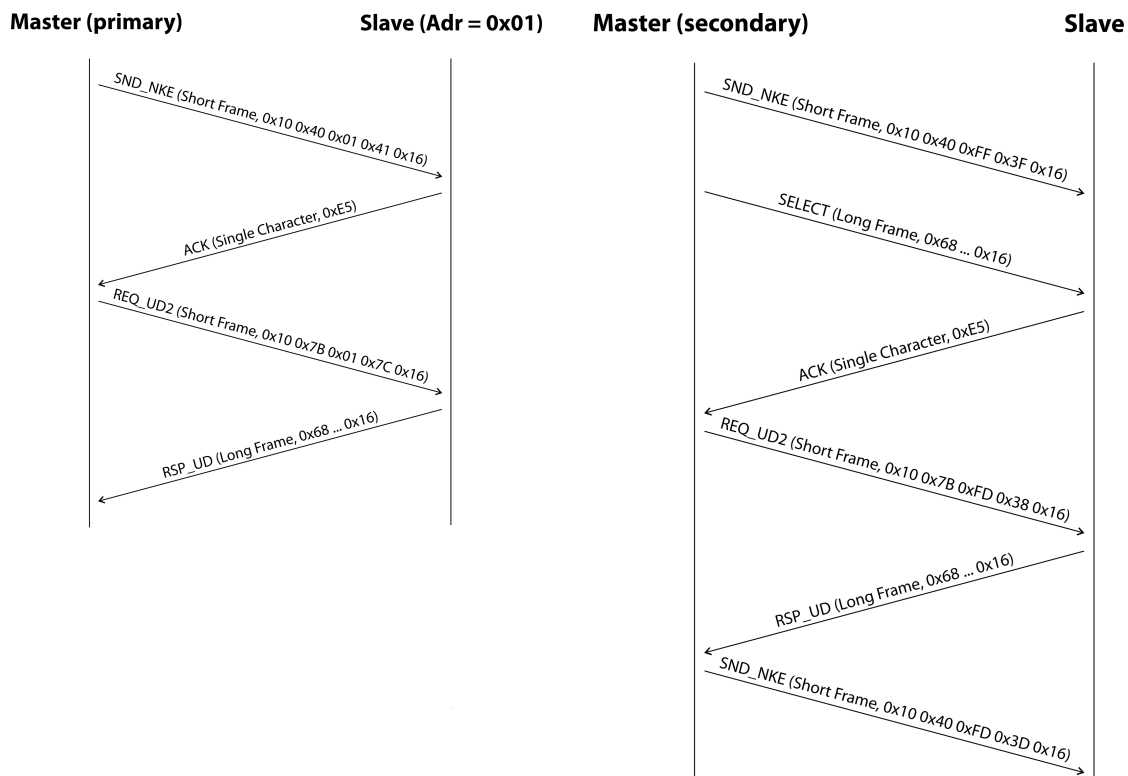 Master (primary)
Slave (Adr = 0x01)
SND_NKE (Short Frame, 0x10 0x40 0x01 0x41 0x16)
ACK (Single Character, 0xE5)
REQ_UD2 (Short Frame, 0x10 0x7B 0x01 0x7C 0x16)
RSP_UD (Long Frame, 0x68 ... 0x16)
Master (secondary)
Slave
SND_NKE (Short Frame, 0x10 0x40 0xFF 0x3F 0x16)
SELECT (Long Frame, 0x68 ... 0x16)
ACK (Single Character, 0xE5)
REQ_UD2 (Short Frame, 0x10 0x7B 0xFD 0x38 0x16)
RSP_UD (Long Frame, 0x68 ... 0x16)
SND_NKE (Short Frame, 0x10 0x40 0xFD 0x3D 0x16)